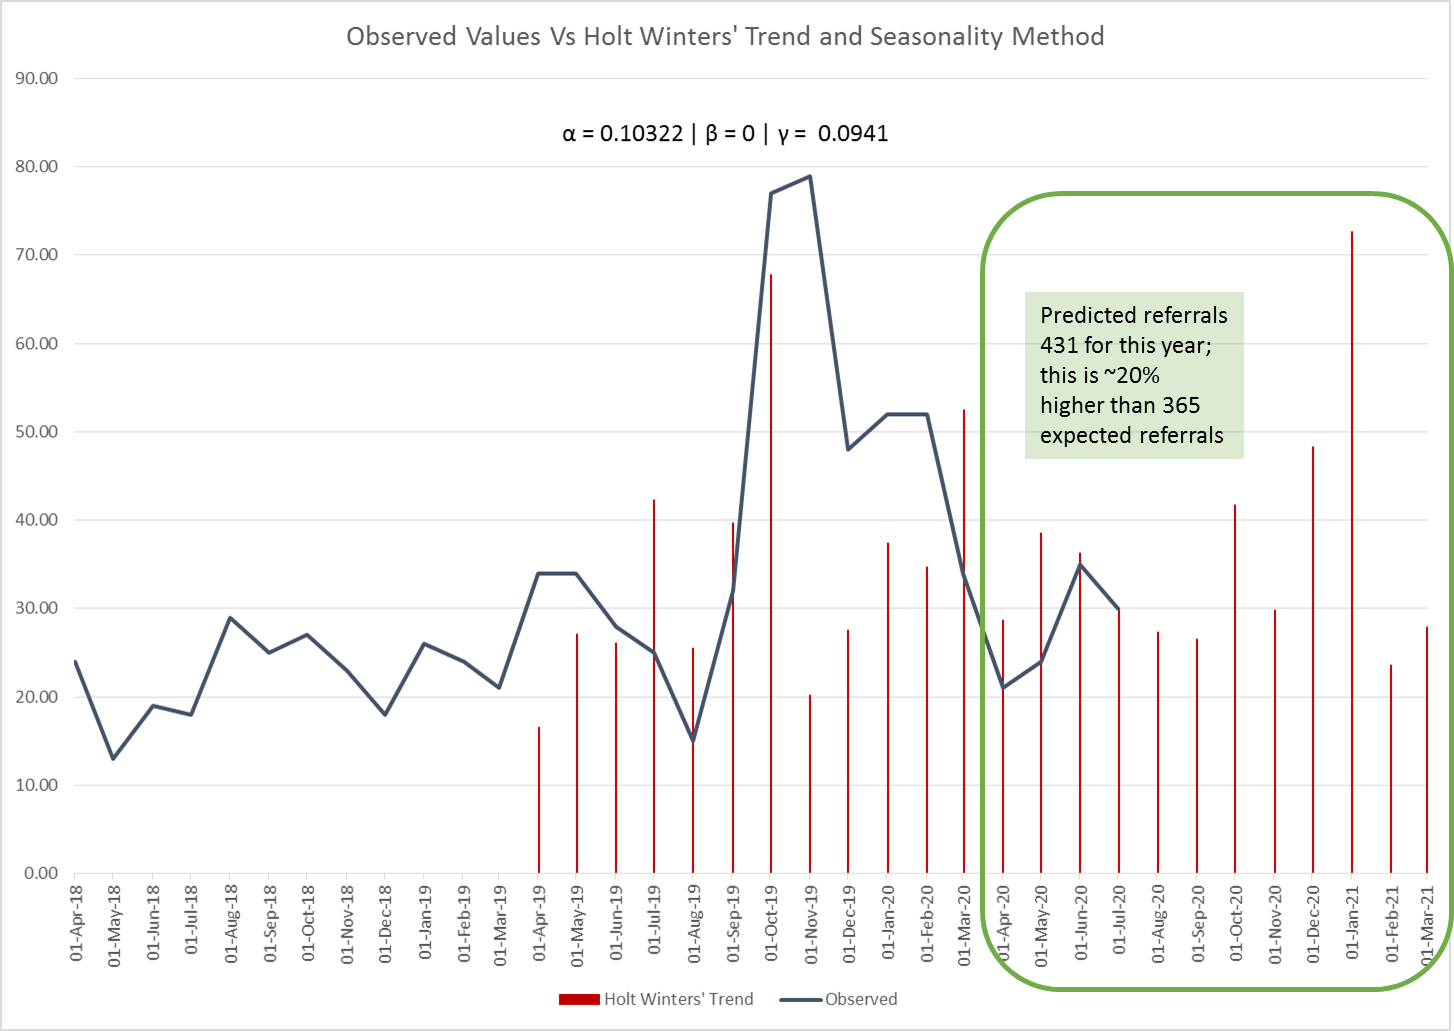 Observed Values Vs Holt Winters' Trend and Seasonality Method
90.00
α = 0.10322 | β = 0 | γ =  0.0941
80.00
70.00
60.00
50.00
40.00
30.00
20.00
10.00
0.00
Predicted referrals
431 for this year;
this is ~20%
higher than 365
expected referrals
01-Apr-18
01-May-18
01-Jun-18
01-Jul-18
01-Aug-18
01-Sep-18
01-Oct-18
01-Nov-18
01-Dec-18
01-Jan-19
01-Feb-19
01-Mar-19
01-Apr-19
01-May-19
01-Jun-19
01-Jul-19
01-Aug-19
01-Sep-19
01-Oct-19
01-Nov-19
01-Dec-19
01-Jan-20
01-Feb-20
01-Mar-20
01-Apr-20
01-May-20
01-Jun-20
01-Jul-20
01-Aug-20
01-Sep-20
01-Oct-20
01-Nov-20
01-Dec-20
01-Jan-21
01-Feb-21
01-Mar-21
Holt Winters' Trend
Observed